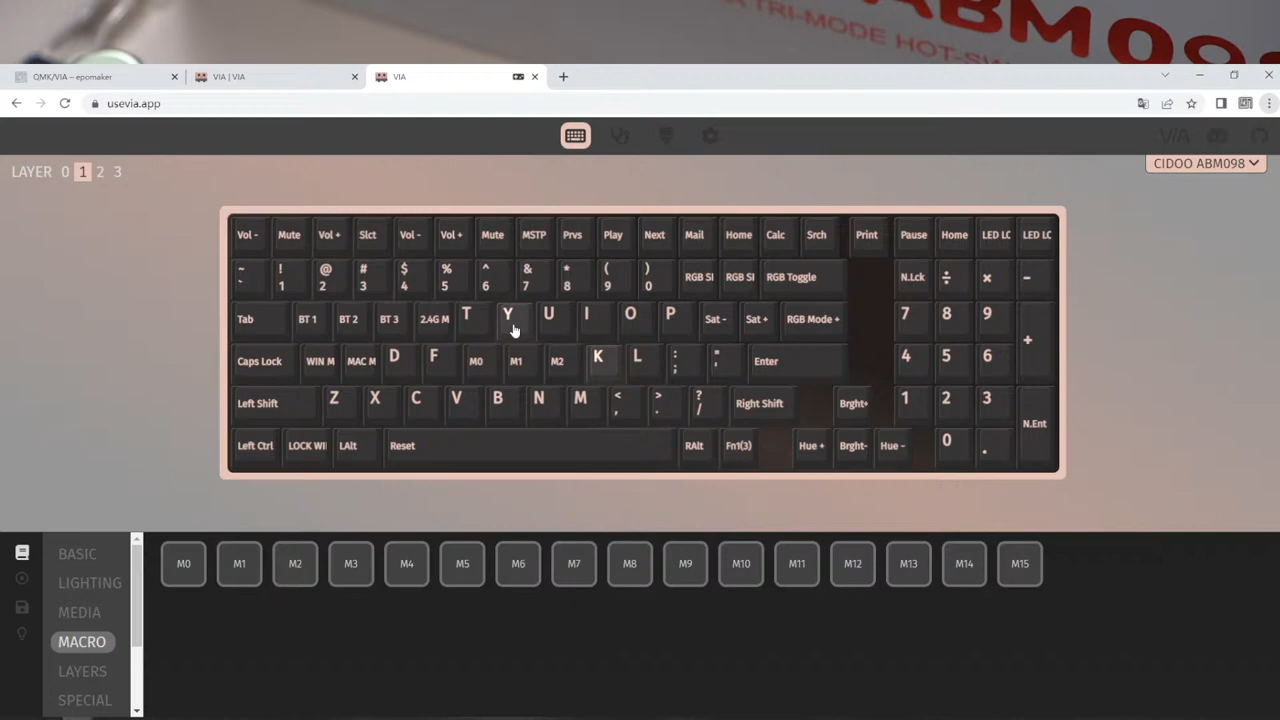 ABM09
A TRI-MODE HOT-SW
QMK/VIA – epomaker
VIA | VIA
VIA
usevia.app
VIA
LAYER 0 1 2 3
CIDOO ABM098
Vol - Mute Vol + Slct Vol - Vol + Mute MSTP Prvs Play Next Mail Home Calc Srch Print Pause Home LED LC LED LC
~ ! @ # $ % ^ & * ( )
` 1 2 3 4 5 6 7 8 9 0 RGB SI RGB SI RGB Toggle N.Lck ÷ × -
Tab BT 1 BT 2 BT 3 2.4G M T Y U I O P Sat - Sat + RGB Mode + 7 8 9 +
Caps Lock WIN M MAC M D F M0 M1 M2 K L : ; " ' Enter 4 5 6
Left Shift Z X C V B N M < , > . ? / Right Shift Brght+ 1 2 3 N.Ent
Left Ctrl LOCK WI LAlt Reset RAlt Fn1(3) Hue + Brght- Hue - 0 .
BASIC
LIGHTING
MEDIA
MACRO
LAYERS
SPECIAL
M0 M1 M2 M3 M4 M5 M6 M7 M8 M9 M10 M11 M12 M13 M14 M15